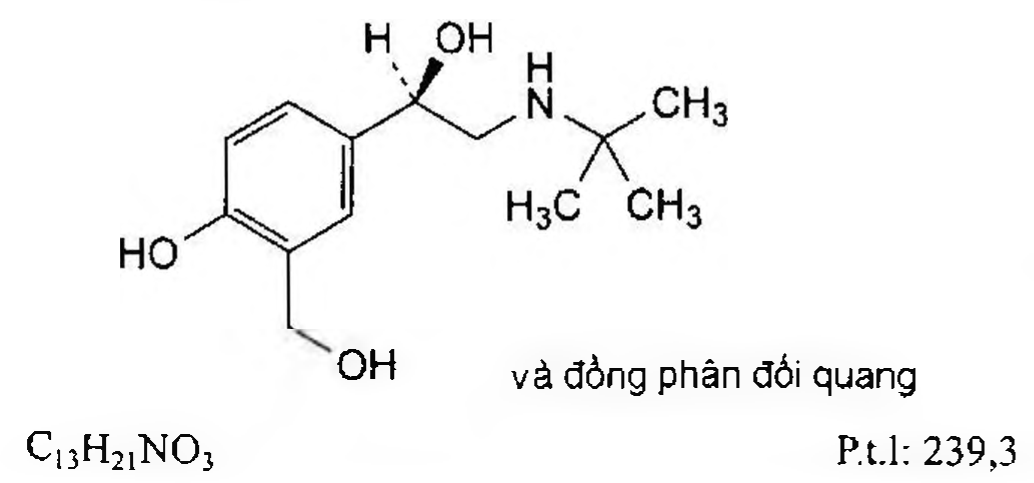 H OH
H
N
CH₃
H₃C CH₃
HO
OH
và đồng phân đối quang
C₁₃H₂₁NO₃ P.t.l: 239,3